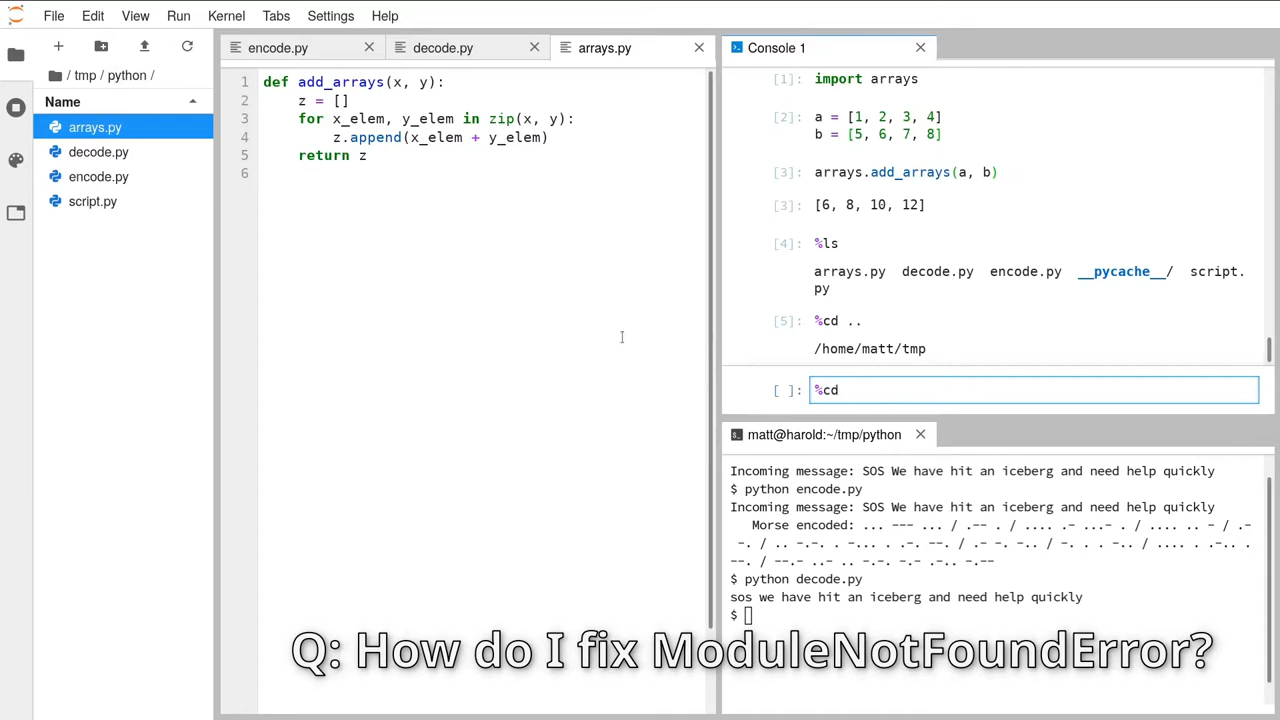 File Edit View Run Kernel Tabs Settings Help
/ tmp / python /
Name
arrays.py
decode.py
encode.py
script.py
encode.py
decode.py
arrays.py
1 def add_arrays(x, y):
2 z = []
3 for x_elem, y_elem in zip(x, y):
4 z.append(x_elem + y_elem)
5 return z
6
Console 1
[1]: import arrays
[2]: a = [1, 2, 3, 4]
b = [5, 6, 7, 8]
[3]: arrays.add_arrays(a, b)
[3]: [6, 8, 10, 12]
[4]: %ls
arrays.py decode.py encode.py __pycache__/ script.
py
[5]: %cd ..
/home/matt/tmp
[ ]: %cd
matt@harold:~/tmp/python
Incoming message: SOS We have hit an iceberg and need help quickly
$ python encode.py
Incoming message: SOS We have hit an iceberg and need help quickly
Morse encoded: ... --- ... / .-- . / .... .- ...- . / .... .. - / .-
-. / .. -.-. . -... . .-. --. / .- -. -.. / -. . . -.. / .... . .-.. .
--. / --.- ..- .. -.-. -.- .-.. -.--
$ python decode.py
sos we have hit an iceberg and need help quickly
$
Q: How do I fix ModuleNotFoundError?